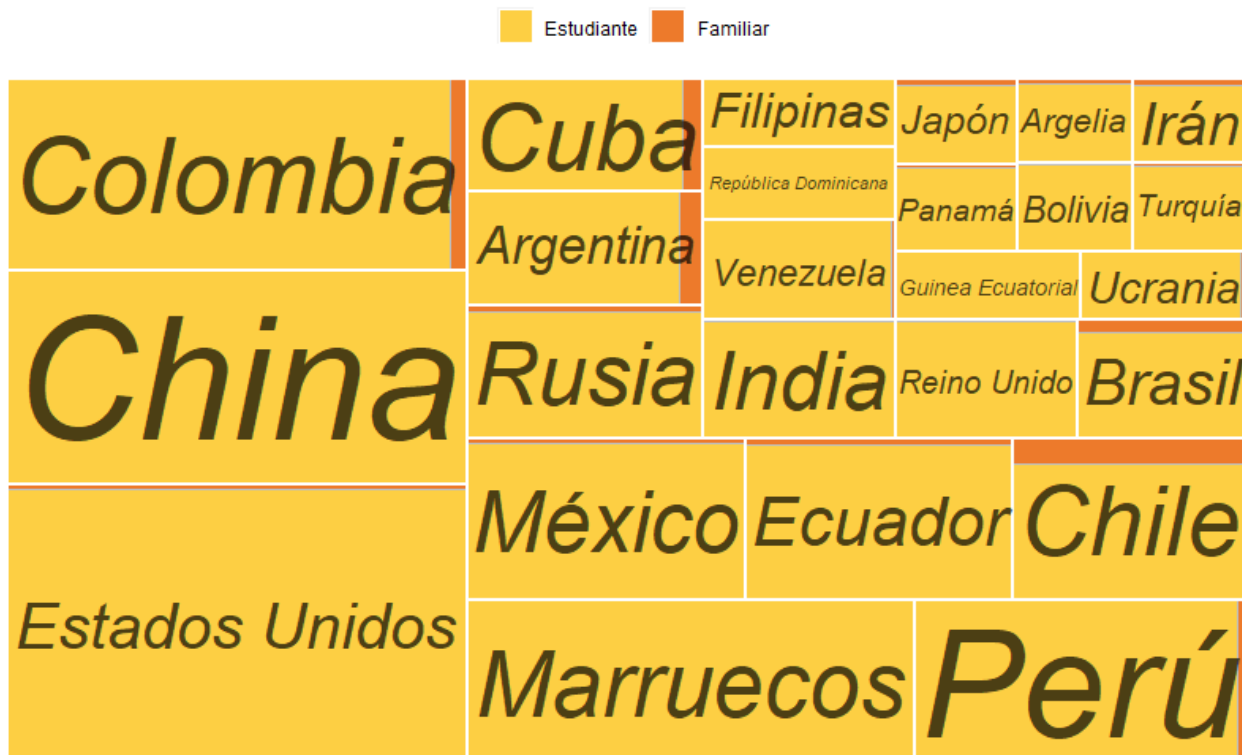 Estudiante Familiar
Colombia
China
Estados Unidos
Cuba
Argentina
Rusia
Filipinas
República Dominicana
Venezuela
India
Japón
Argelia
Irán
Panamá
Bolivia
Turquía
Guinea Ecuatorial
Ucrania
Reino Unido
Brasil
México
Ecuador
Chile
Marruecos
Perú